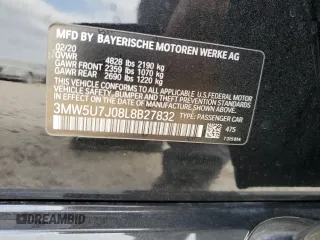 MFD BY BAYERISCHE MOTOREN WERKE AG
02/20
GVWR 4828 LBS 2190 kg
GAWR FRONT 2359 lbs 1070 kg
GAWR REAR 2690 lbs 1220 kg
THIS VEHICLE CONFORMS TO ALL APPLICABLE
FEDERAL MOTOR VEHICLE SAFETY, BUMPER, AND
THEFT PREVENTION STANDARDS IN EFFECT ON THE
DATE OF MANUFACTURE SHOWN ABOVE.
3MW5U7J08L8B27832 TYPE: PASSENGER CAR
475
DREAMBID